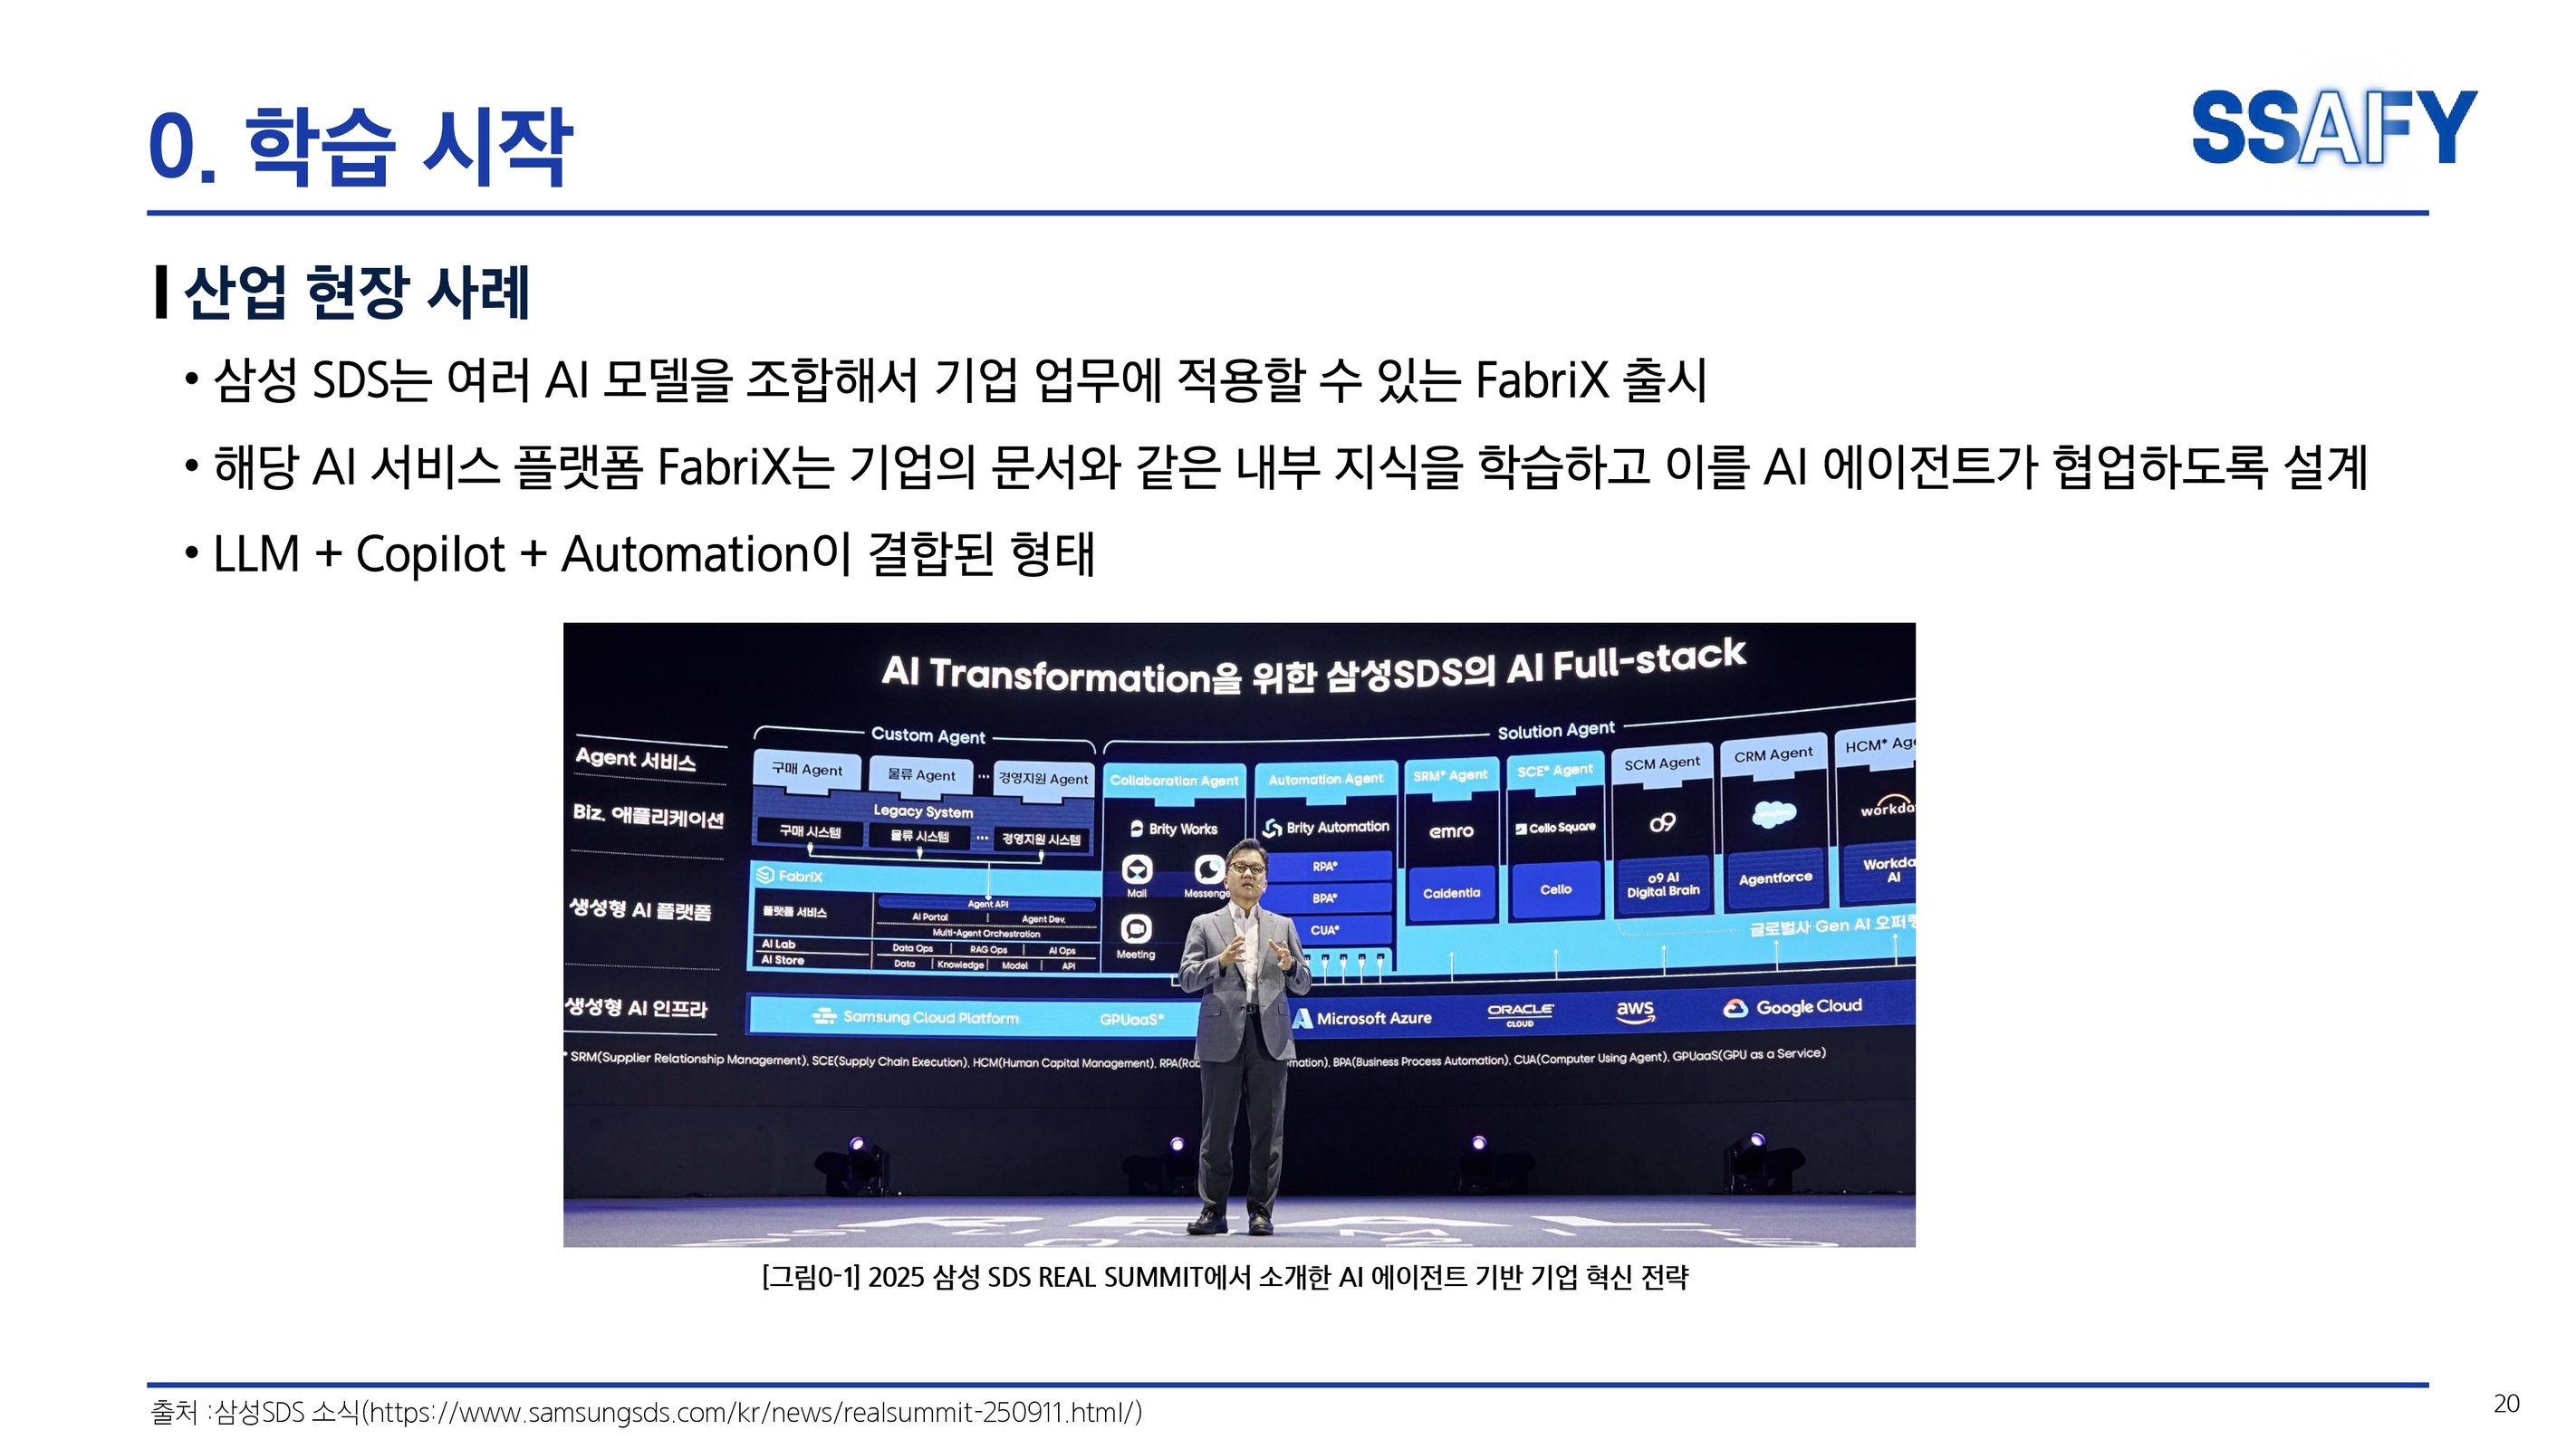 0. 학습 시작
SSAFY
산업 현장 사례
• 삼성 SDS는 여러 AI 모델을 조합해서 기업 업무에 적용할 수 있는 FabriX 출시
• 해당 AI 서비스 플랫폼 FabriX는 기업의 문서와 같은 내부 지식을 학습하고 이를 AI 에이전트가 협업하도록 설계
• LLM + Copilot + Automation이 결합된 형태
AI Transformation을 위한 삼성SDS의 AI Full-stack
Custom Agent
Solution Agent
Agent 서비스
구매 Agent
물류 Agent
...
경영지원 Agent
Collaboration Agent
Automation Agent
SRM* Agent
SCE* Agent
SCM Agent
CRM Agent
HCM*
Biz. 애플리케이션
Legacy System
구매 시스템
물류 시스템
...
경영지원 시스템
Brity Works
Brity Automation
emro
Cello Square
o9
Mail
RPA*
BPA*
CUA*
Meeting
Caidentia
Cello
o9 AI
Digital Brain
Agentforce
AI
생성형 AI 플랫폼
FabriX
플랫폼 서비스
Agent API
AI Portal
Agent Dev.
Multi-Agent Orchestration
AI Lab
Data Ops
RAG Ops
AI Ops
AI Store
Data
Knowledge
Model
API
글로벌사 Gen AI
생성형 AI 인프라
Samsung Cloud Platform
GPUaaS*
Microsoft Azure
ORACLE
CLOUD
aws
Google Cloud
* SRM(Supplier Relationship Management), SCE(Supply Chain Execution), HCM(Human Capital Management), BPA(Business Process Automation), CUA(Computer Using Agent), GPUaaS(GPU as a Service)
[그림0-1] 2025 삼성 SDS REAL SUMMIT에서 소개한 AI 에이전트 기반 기업 혁신 전략
출처 :삼성SDS 소식(https://www.samsungsds.com/kr/news/realsummit-250911.html/)
20